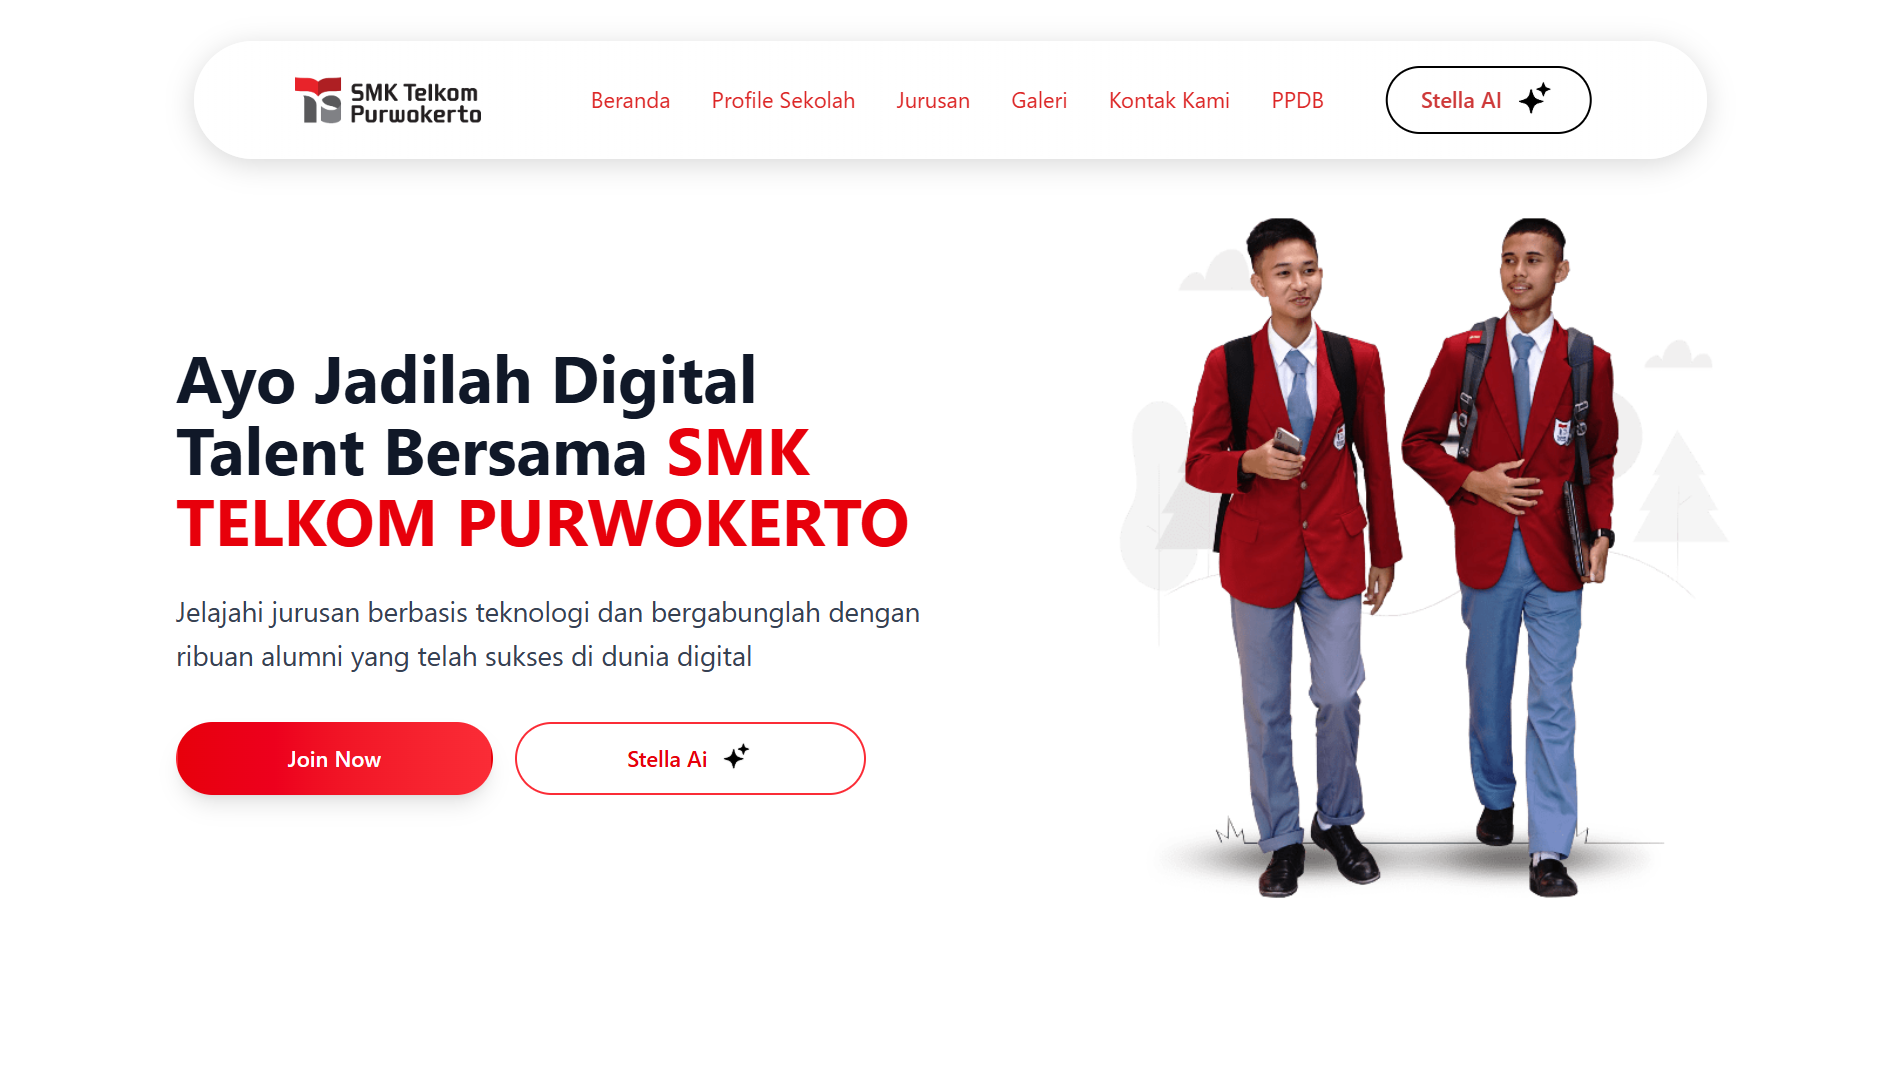 SMK Telkom
Purwokerto
Beranda
Profile Sekolah
Jurusan
Galeri
Kontak Kami
PPDB
Stella AI
Ayo Jadilah Digital
Talent Bersama SMK
TELKOM PURWOKERTO
Jelajahi jurusan berbasis teknologi dan bergabunglah dengan
ribuan alumni yang telah sukses di dunia digital
Join Now
Stella Ai